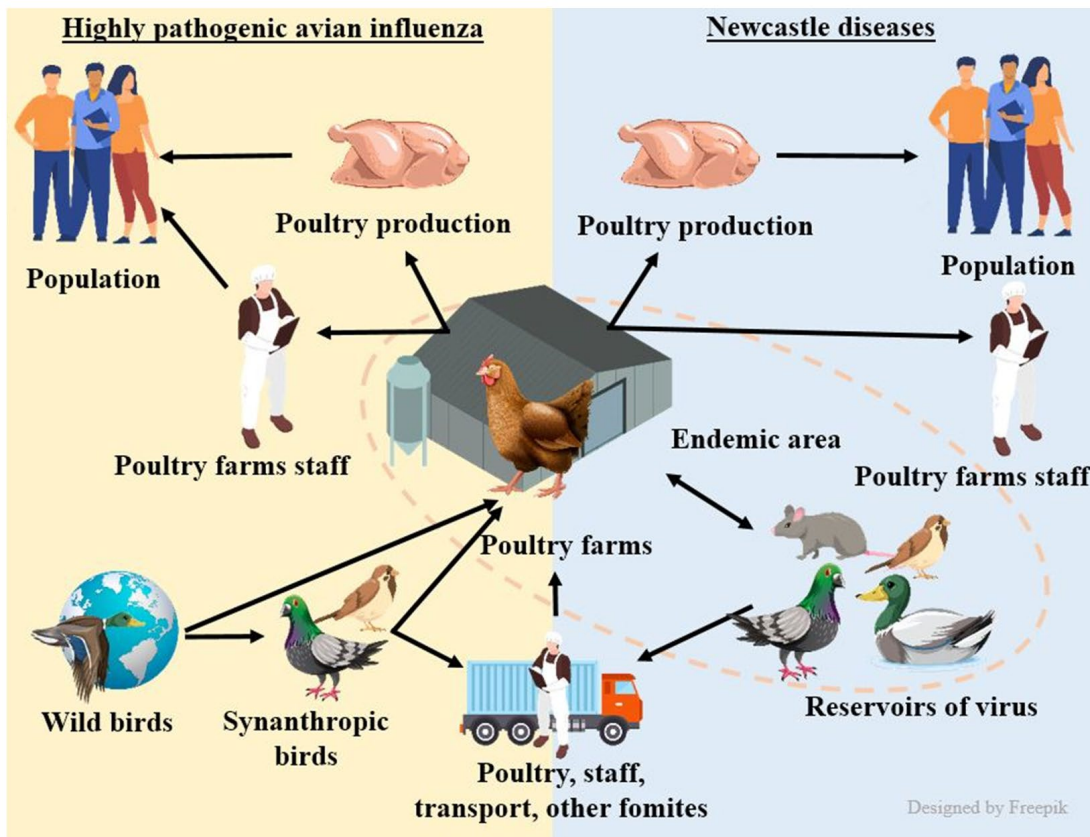 Highly pathogenic avian influenza
Newcastle diseases
Poultry production
Population
Poultry farms staff
Poultry production
Population
Poultry farms staff
Endemic area
Poultry farms
Wild birds
Synanthropic
birds
Reservoirs of virus
Poultry, staff,
transport, other fomites
Designed by Freepik